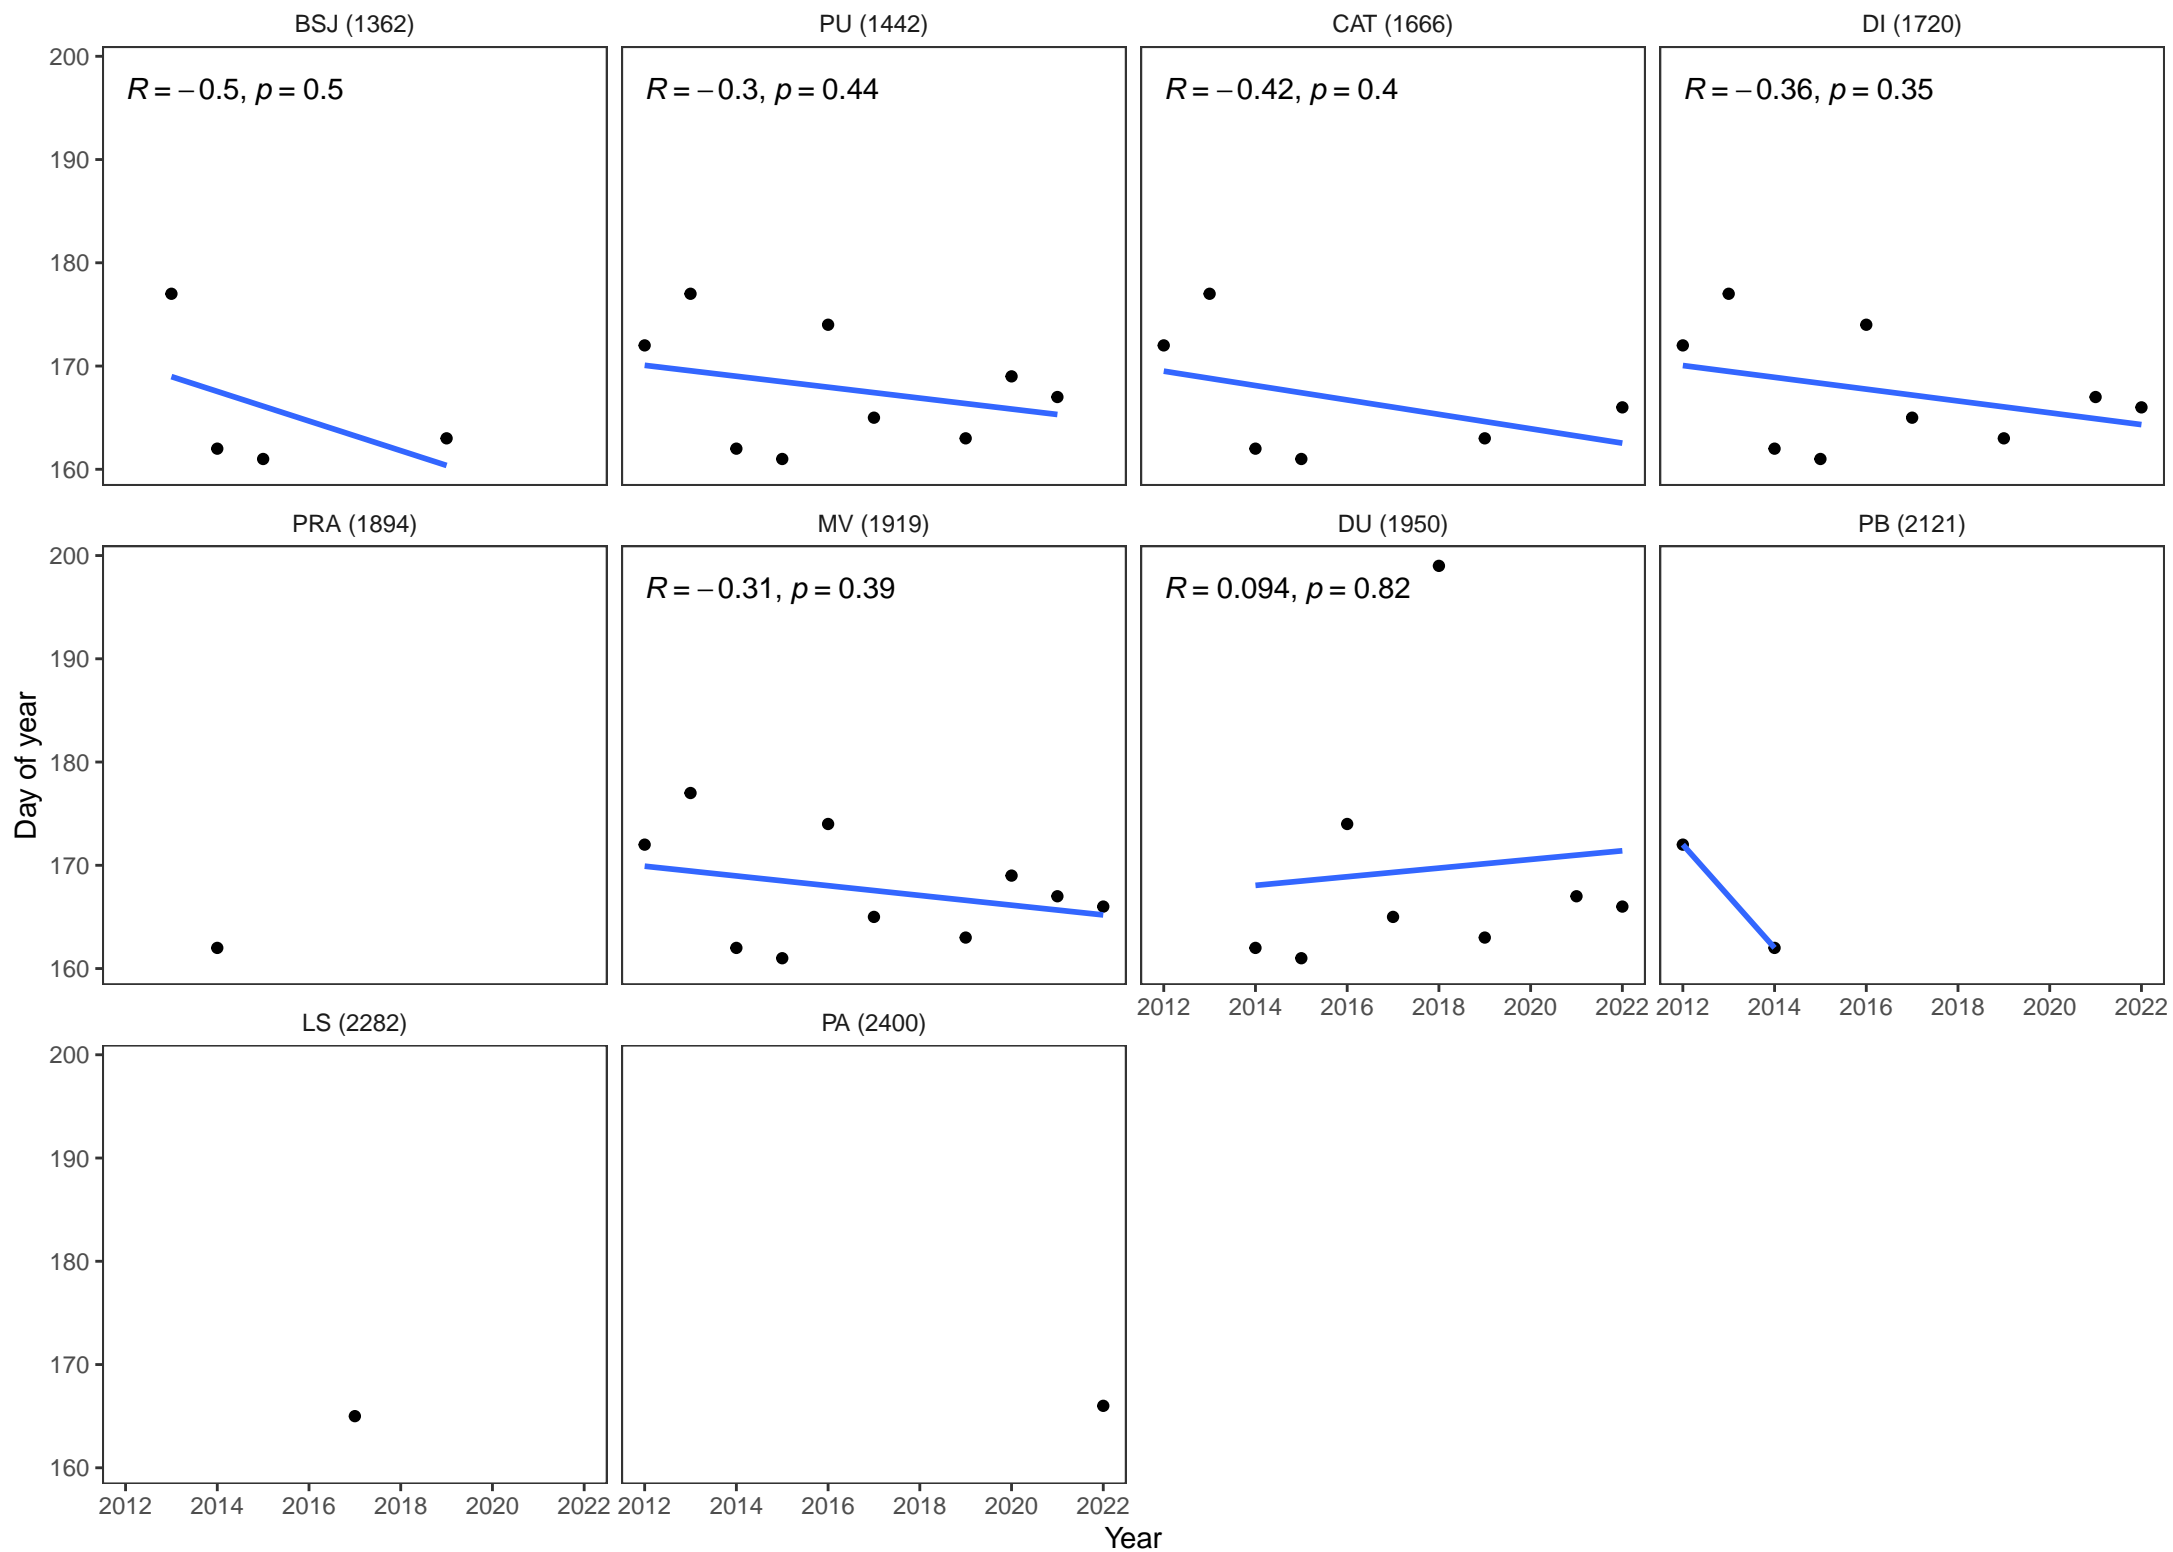 BSJ (1362) PU (1442) CAT (1666) DI (1720)
200
R = −0.5, p = 0.5 R = −0.3, p = 0.44 R = −0.42, p = 0.4 R = −0.36, p = 0.35
190
180
170
160
PRA (1894) MV (1919) DU (1950) PB (2121)
200
R = −0.31, p = 0.39 R = 0.094, p = 0.82
190
Day of year
180
170
160
2012 2014 2016 2018 2020 2022 2012 2014 2016 2018 2020 2022
LS (2282) PA (2400)
200
190
180
170
160
2012 2014 2016 2018 2020 2022 2012 2014 2016 2018 2020 2022
Year